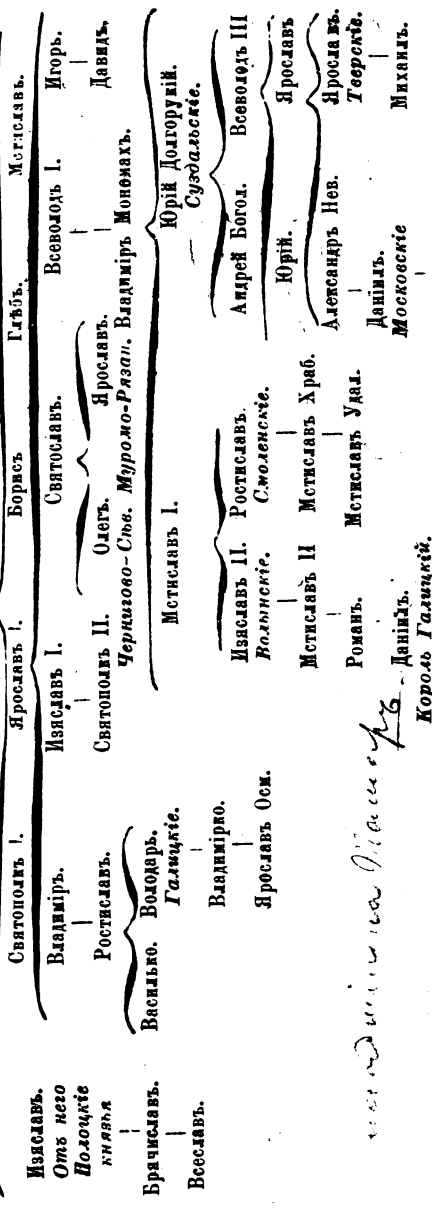 Святополкъ I. Ярославъ I. Борисъ Глѣбъ. Мстиславъ.
Изяславъ.
Отъ него Владиміръ. Изяславъ I. Святославъ. Всеволодъ I. Игорь.
Полоцкіе
князья Ростиславъ. Святополкъ II. Олегъ. Ярославъ. Давидъ.
Чернигово-Сѣв. Муромо-Рязан. Владиміръ Мономахъ.
Брячиславъ. Василько. Володарь.
Галицкіе. Мстиславъ I. Юрій Долгорукій.
Всеславъ. Суздальскіе.
Владимірко.
Изяславъ II. Ростиславъ. Андрей Богол. Всеволодъ III
Ярославъ Осм. Волынскіе. Смоленскіе.
Юрій. Ярославъ
Мстиславъ II Мстиславъ Храб.
Александръ Нев. Ярославъ.
Романъ. Мстиславъ Удал. Тверскіе.
Даніилъ.
Даніилъ. Московскіе Михаилъ.
Король Галицкій.